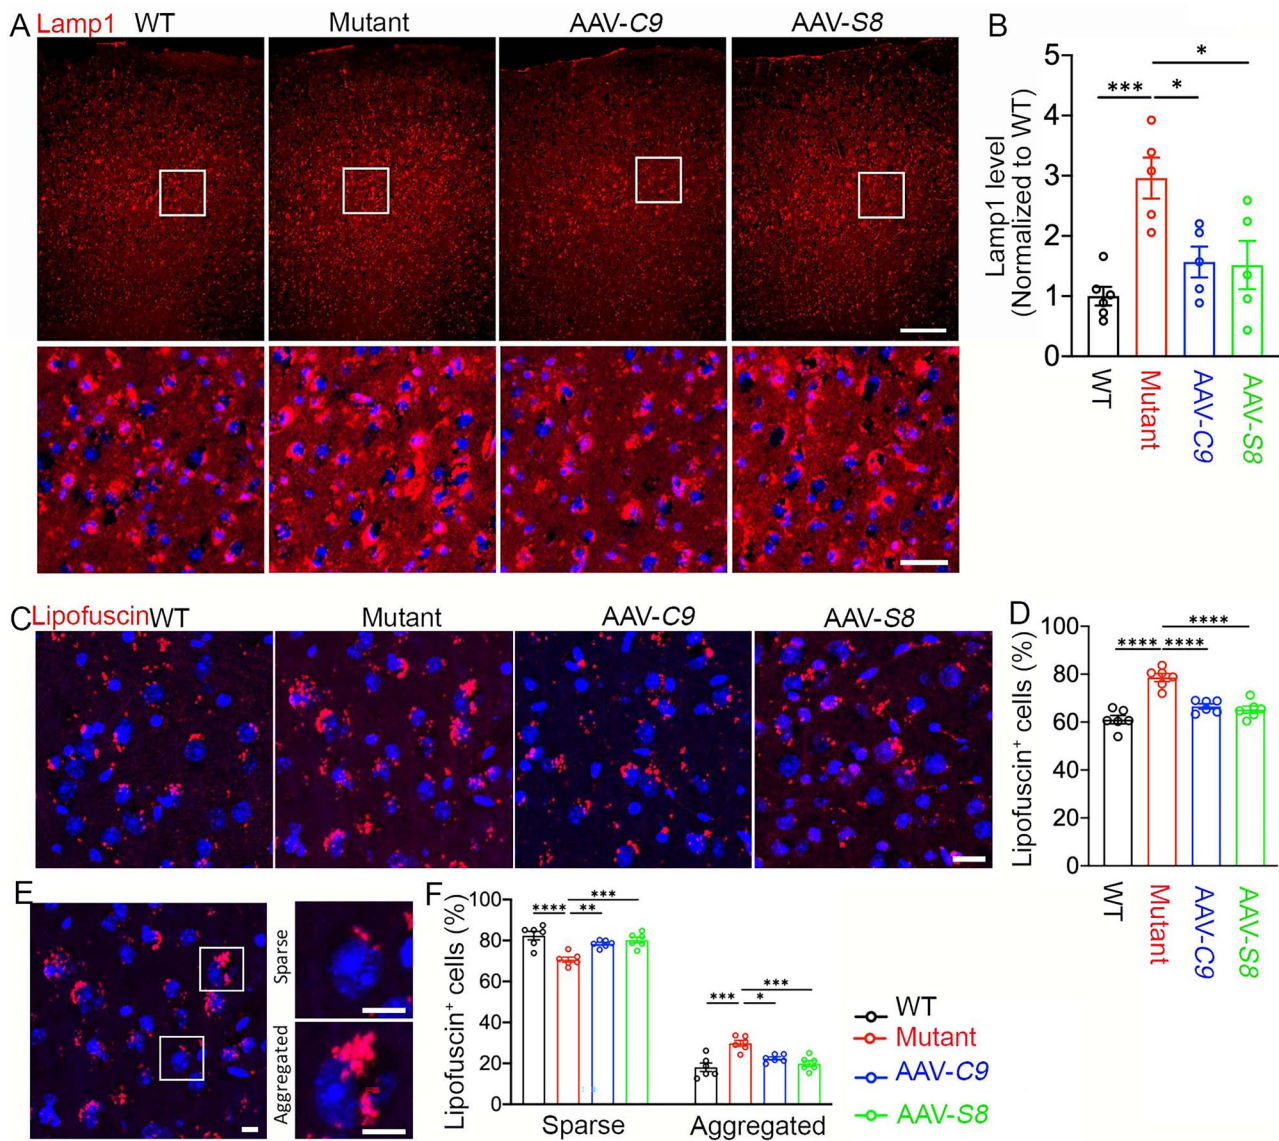 A Lamp1 WT Mutant AAV-C9 AAV-S8
B
Lamp1 level
(Normalized to WT)
5
4
3
2
1
0
*
*** *
WT Mutant AAV-C9 AAV-S8
C Lipofuscin WT Mutant AAV-C9 AAV-S8
D
Lipofuscin⁺ cells (%)
100
80
60
40
20
0
****
**** ****
WT Mutant AAV-C9 AAV-S8
E
Sparse
Aggregated
F
Lipofuscin⁺ cells (%)
100
80
60
40
20
0
***
**** **
***
*** *
Sparse Aggregated
WT
Mutant
AAV-C9
AAV-S8